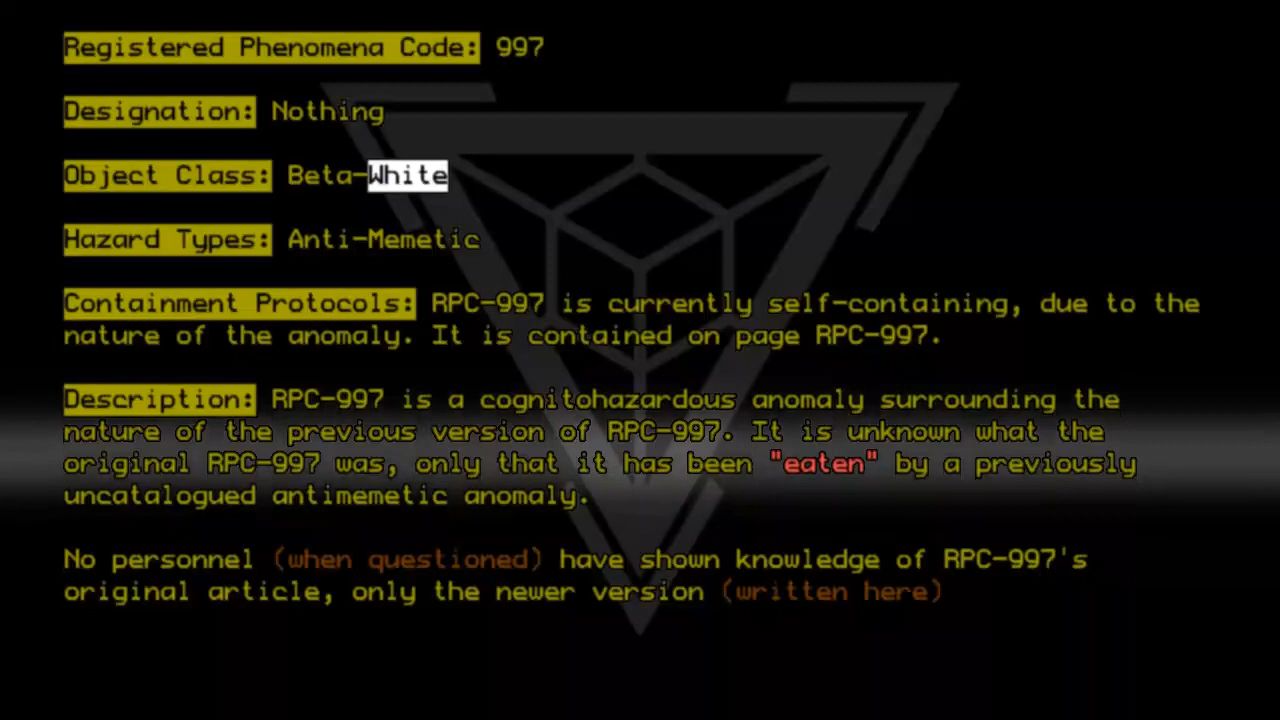 Registered Phenomena Code: 997
Designation: Nothing
Object Class: Beta-White
Hazard Types: Anti-Memetic
Containment Protocols: RPC-997 is currently self-containing, due to the
nature of the anomaly. It is contained on page RPC-997.
Description: RPC-997 is a cognitohazardous anomaly surrounding the
nature of the previous version of RPC-997. It is unknown what the
original RPC-997 was, only that it has been "eaten" by a previously
uncatalogued antimemetic anomaly.
No personnel (when questioned) have shown knowledge of RPC-997's
original article, only the newer version (written here)